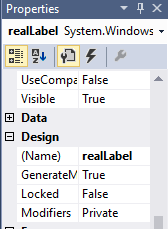 Properties
realLabel System.Windows
UseCompa False
Visible True
Data
Design
(Name) realLabel
GenerateM True
Locked False
Modifiers Private